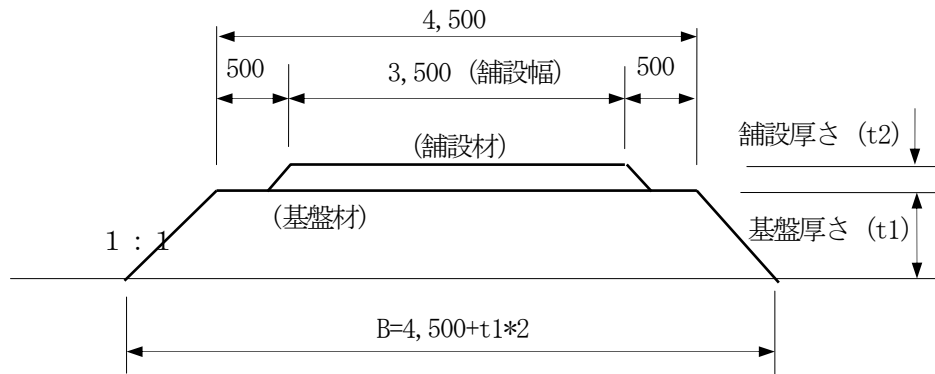 4,500
500
3,500 (舗設幅)
500
(舗設材)
舗設厚さ (t2)
(基盤材)
基盤厚さ (t1)
1 : 1
B=4,500+t1*2